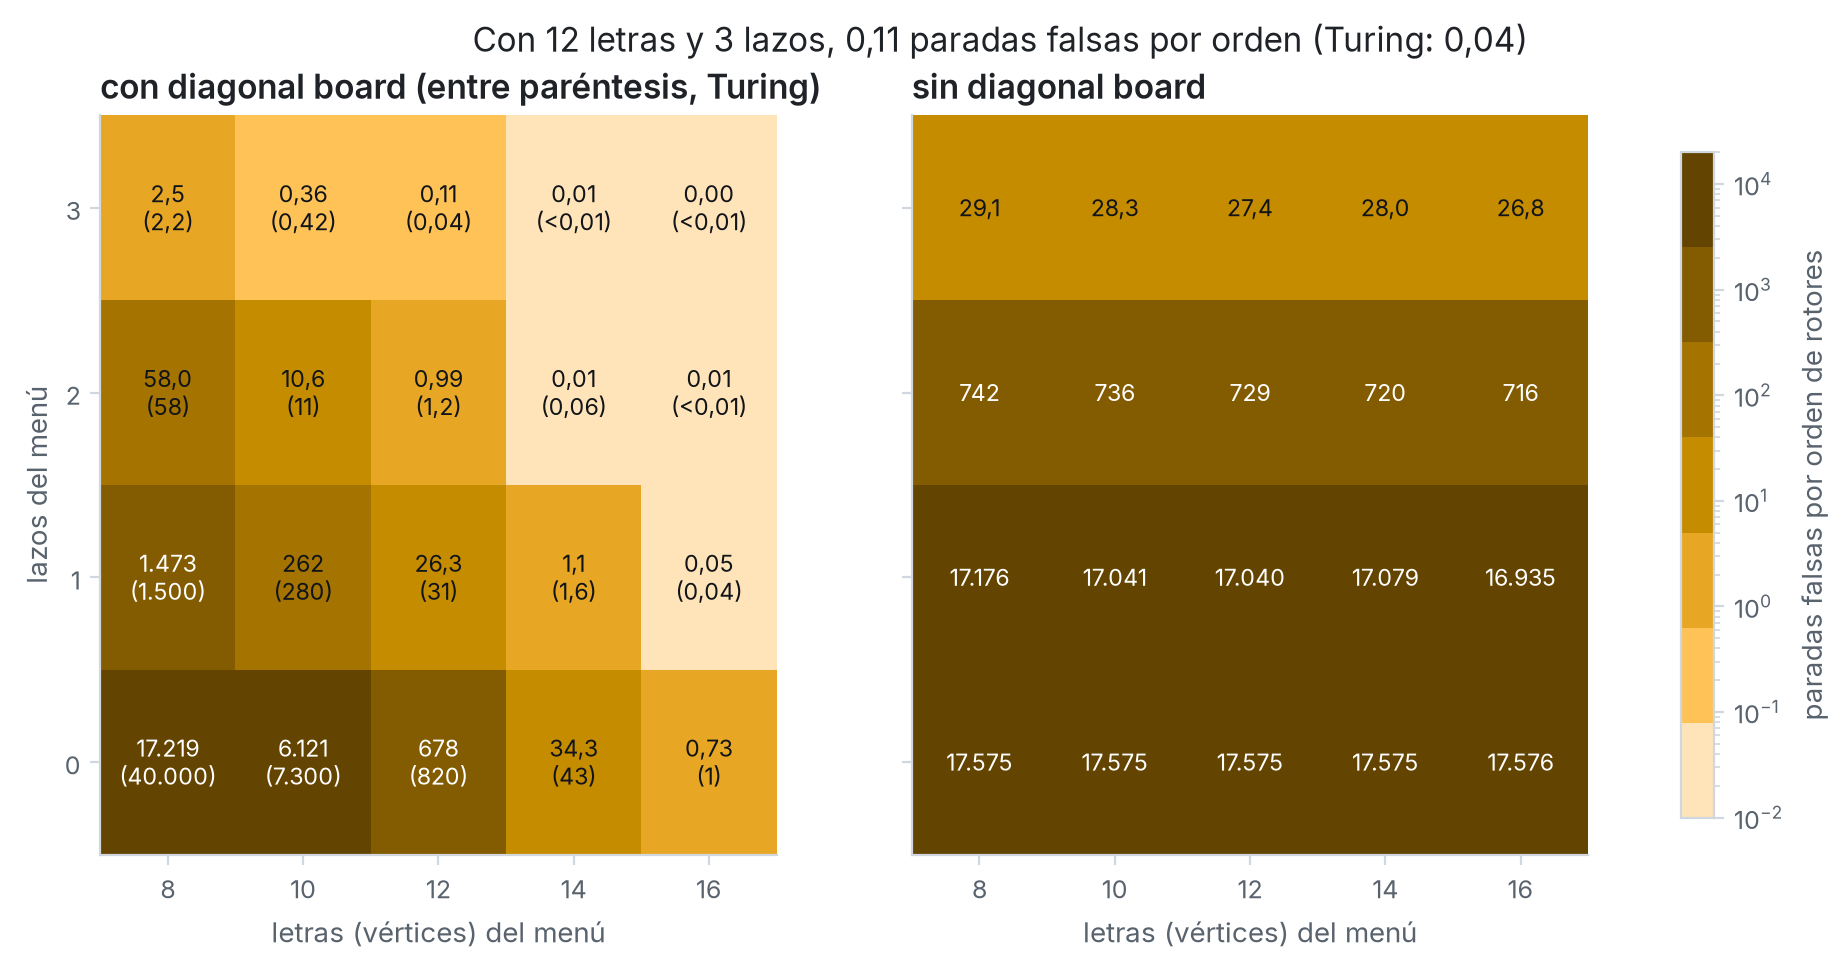 Con 12 letras y 3 lazos, 0,11 paradas falsas por orden (Turing: 0,04)
con diagonal board (entre paréntesis, Turing)
lazos del menú
3
2,5 0,36 0,11 0,01 0,00
(2,2) (0,42) (0,04) (<0,01) (<0,01)
2
58,0 10,6 0,99 0,01 0,01
(58) (11) (1,2) (0,06) (<0,01)
1
1.473 262 26,3 1,1 0,05
(1.500) (280) (31) (1,6) (0,04)
0
17.219 6.121 678 34,3 0,73
(40.000) (7.300) (820) (43) (1)
8 10 12 14 16
letras (vértices) del menú
sin diagonal board
29,1 28,3 27,4 28,0 26,8
742 736 729 720 716
17.176 17.041 17.040 17.079 16.935
17.575 17.575 17.575 17.575 17.576
8 10 12 14 16
letras (vértices) del menú
10⁴
10³
10²
10¹
10⁰
10⁻¹
10⁻²
paradas falsas por orden de rotores